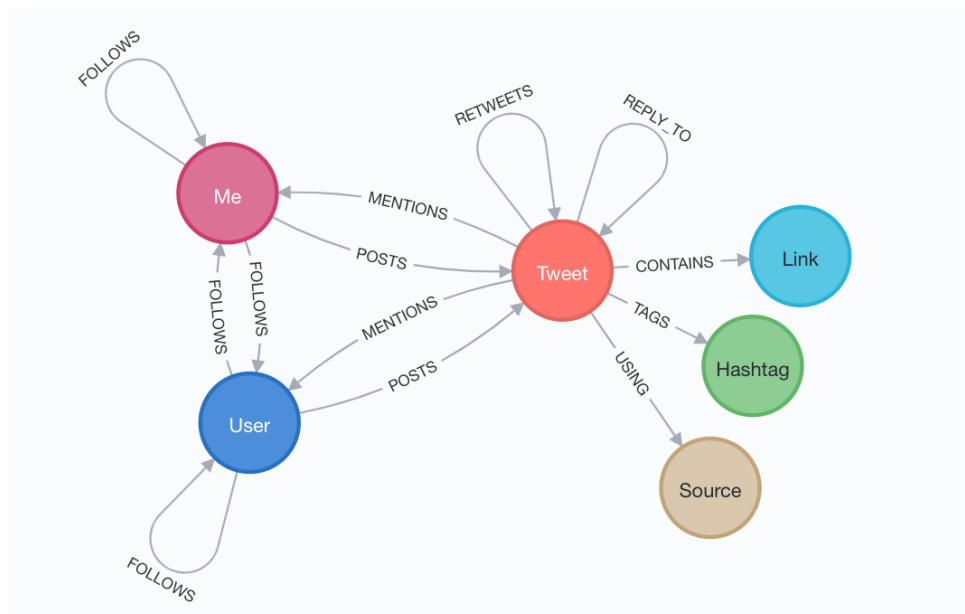 FOLLOWS
RETWEETS
REPLY_TO
Me
MENTIONS
POSTS
CONTAINS
Link
Tweet
FOLLOWS
FOLLOWS
MENTIONS
TAGS
USING
Hashtag
POSTS
User
Source
FOLLOWS